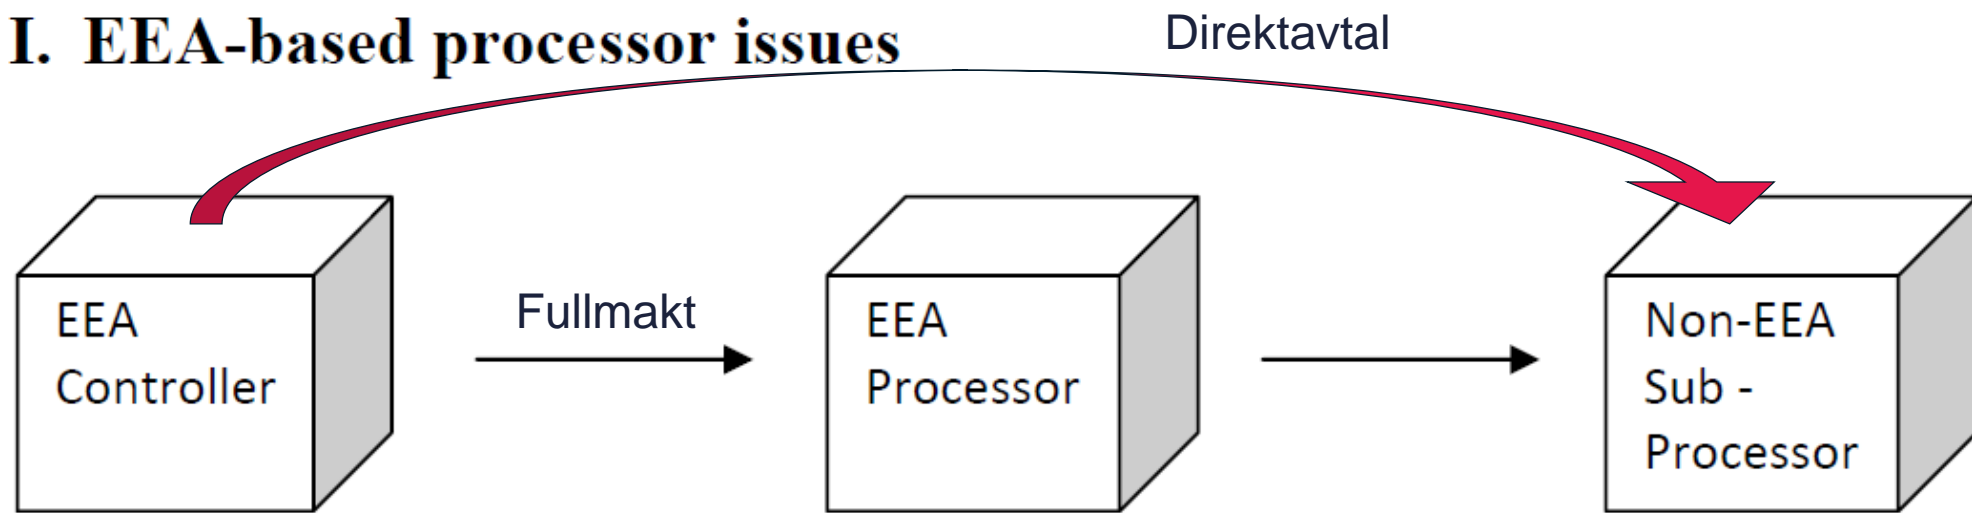 I. EEA-based processor issues
Direktavtal
EEA
Controller
Fullmakt
EEA
Processor
Non-EEA
Sub -
Processor